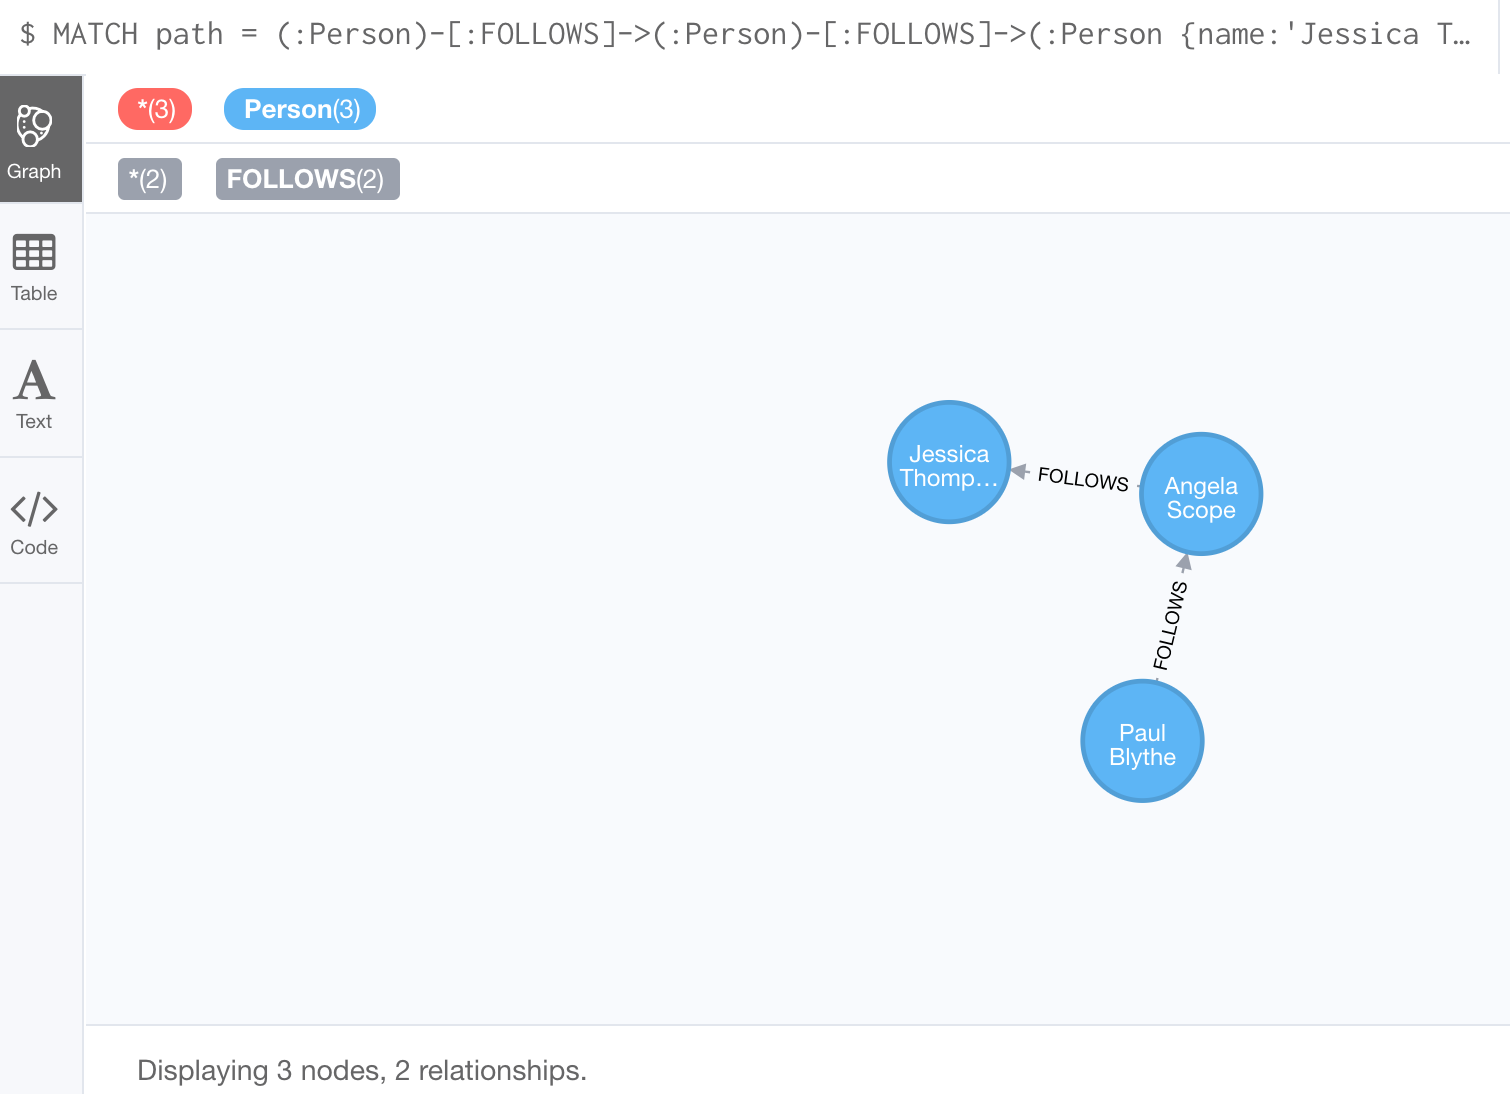 $ MATCH path = (:Person)-[:FOLLOWS]->(:Person)-[:FOLLOWS]->(:Person {name:'Jessica T…
*(3) Person(3)
*(2) FOLLOWS(2)
Graph
Table
Text
Code
Jessica
Thomp…
FOLLOWS
Angela
Scope
FOLLOWS
Paul
Blythe
Displaying 3 nodes, 2 relationships.